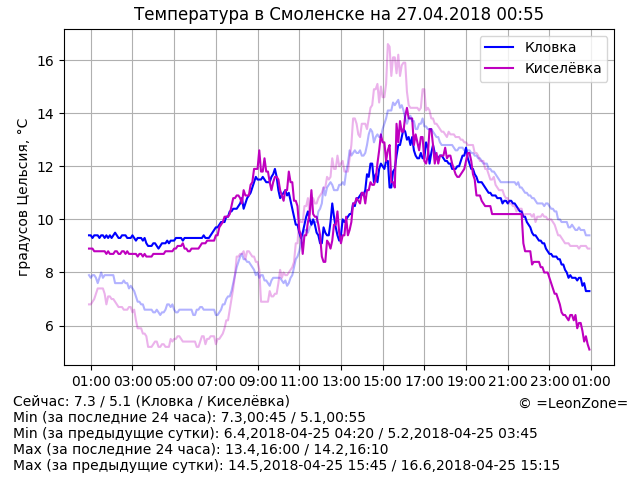 Температура в Смоленске на 27.04.2018 00:55
Кловка
Киселёвка
градусов Цельсия, °C
16
14
12
10
8
6
01:00 03:00 05:00 07:00 09:00 11:00 13:00 15:00 17:00 19:00 21:00 23:00 01:00
Сейчас: 7.3 / 5.1 (Кловка / Киселёвка)
© =LeonZone=
Min (за последние 24 часа): 7.3,00:45 / 5.1,00:55
Min (за предыдущие сутки): 6.4,2018-04-25 04:20 / 5.2,2018-04-25 03:45
Max (за последние 24 часа): 13.4,16:00 / 14.2,16:10
Max (за предыдущие сутки): 14.5,2018-04-25 15:45 / 16.6,2018-04-25 15:15